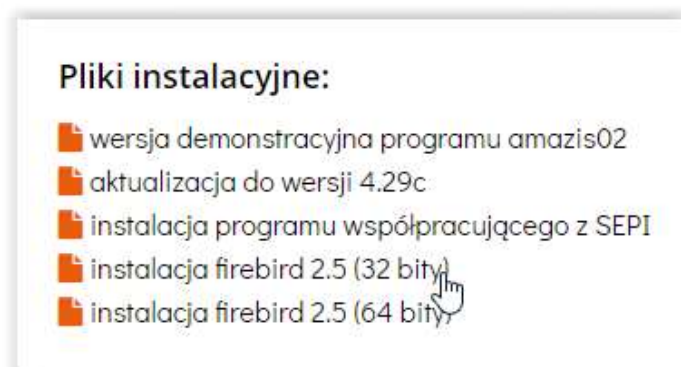 Pliki instalacyjne:
wersja demonstracyjna programu amazis02
aktualizacja do wersji 4.29c
instalacja programu współpracującego z SEPI
instalacja firebird 2.5 (32 bity)
instalacja firebird 2.5 (64 bity)